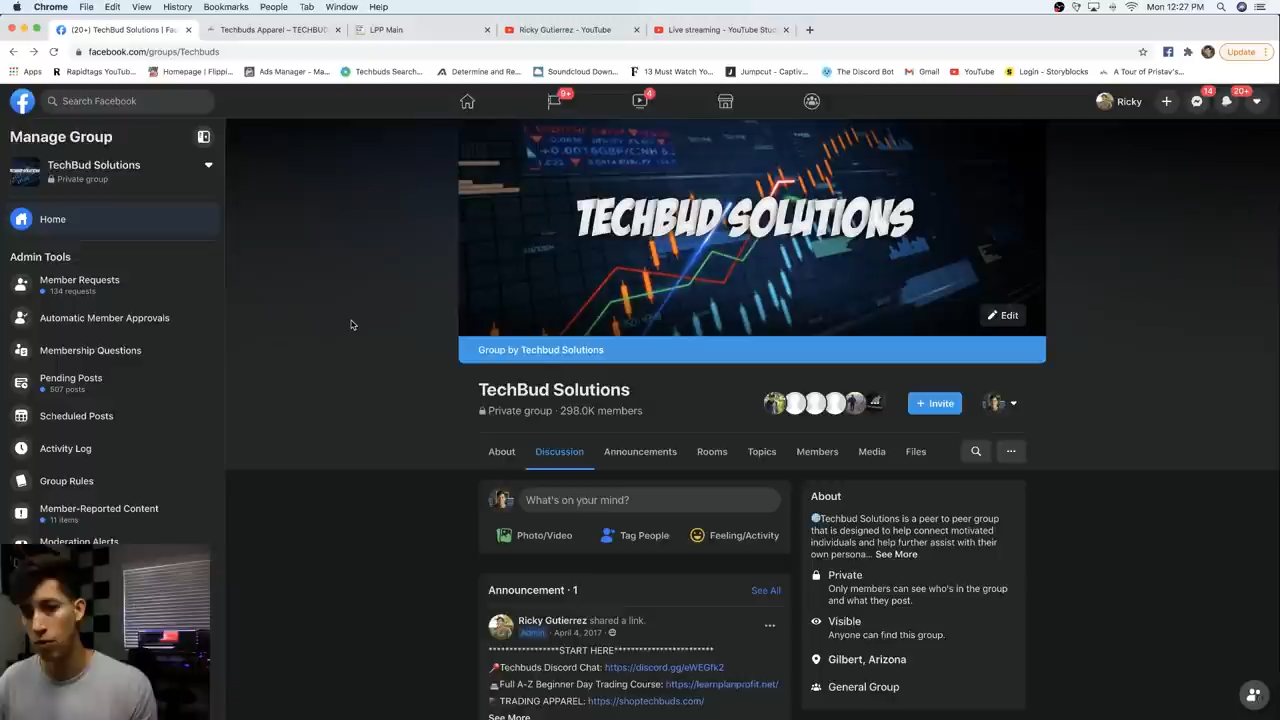 Chrome File Edit View History Bookmarks People Tab Window Help Mon 12:27 PM
(20+) TechBud Solutions | Fac Techbuds Apparel – TECHBUD LPP Main Ricky Gutierrez - YouTube Live streaming - YouTube Stud
facebook.com/groups/Techbuds Update
Apps Rapidtags YouTub... Homepage | Flippi... Ads Manager - Ma... Techbuds Search... Determine and Re... Soundcloud Down... 13 Must Watch Yo... Jumpcut - Captiv... The Discord Bot Gmail YouTube Login - Storyblocks A Tour of Pristav's...
Search Facebook 9+ 4 Ricky 14 20+
Manage Group
TechBud Solutions
Private group
Home
Admin Tools
Member Requests
134 requests
Automatic Member Approvals
Membership Questions
Pending Posts
507 posts
Scheduled Posts
Activity Log
Group Rules
Member-Reported Content
11 items
Moderation Alerts
TECHBUD SOLUTIONS
Edit
Group by Techbud Solutions
TechBud Solutions
Private group · 298.0K members
+ Invite
About Discussion Announcements Rooms Topics Members Media Files
What's on your mind?
Photo/Video Tag People Feeling/Activity
Announcement · 1 See All
Ricky Gutierrez shared a link.
Admin · April 4, 2017 ·
*****************START HERE************************
Techbuds Discord Chat: https://discord.gg/eWEGfk2
Full A-Z Beginner Day Trading Course: https://learnplanprofit.net/
TRADING APPAREL: https://shoptechbuds.com/
See More
About
Techbud Solutions is a peer to peer group
that is designed to help connect motivated
individuals and help further assist with their
own persona... See More
Private
Only members can see who's in the group
and what they post.
Visible
Anyone can find this group.
Gilbert, Arizona
General Group